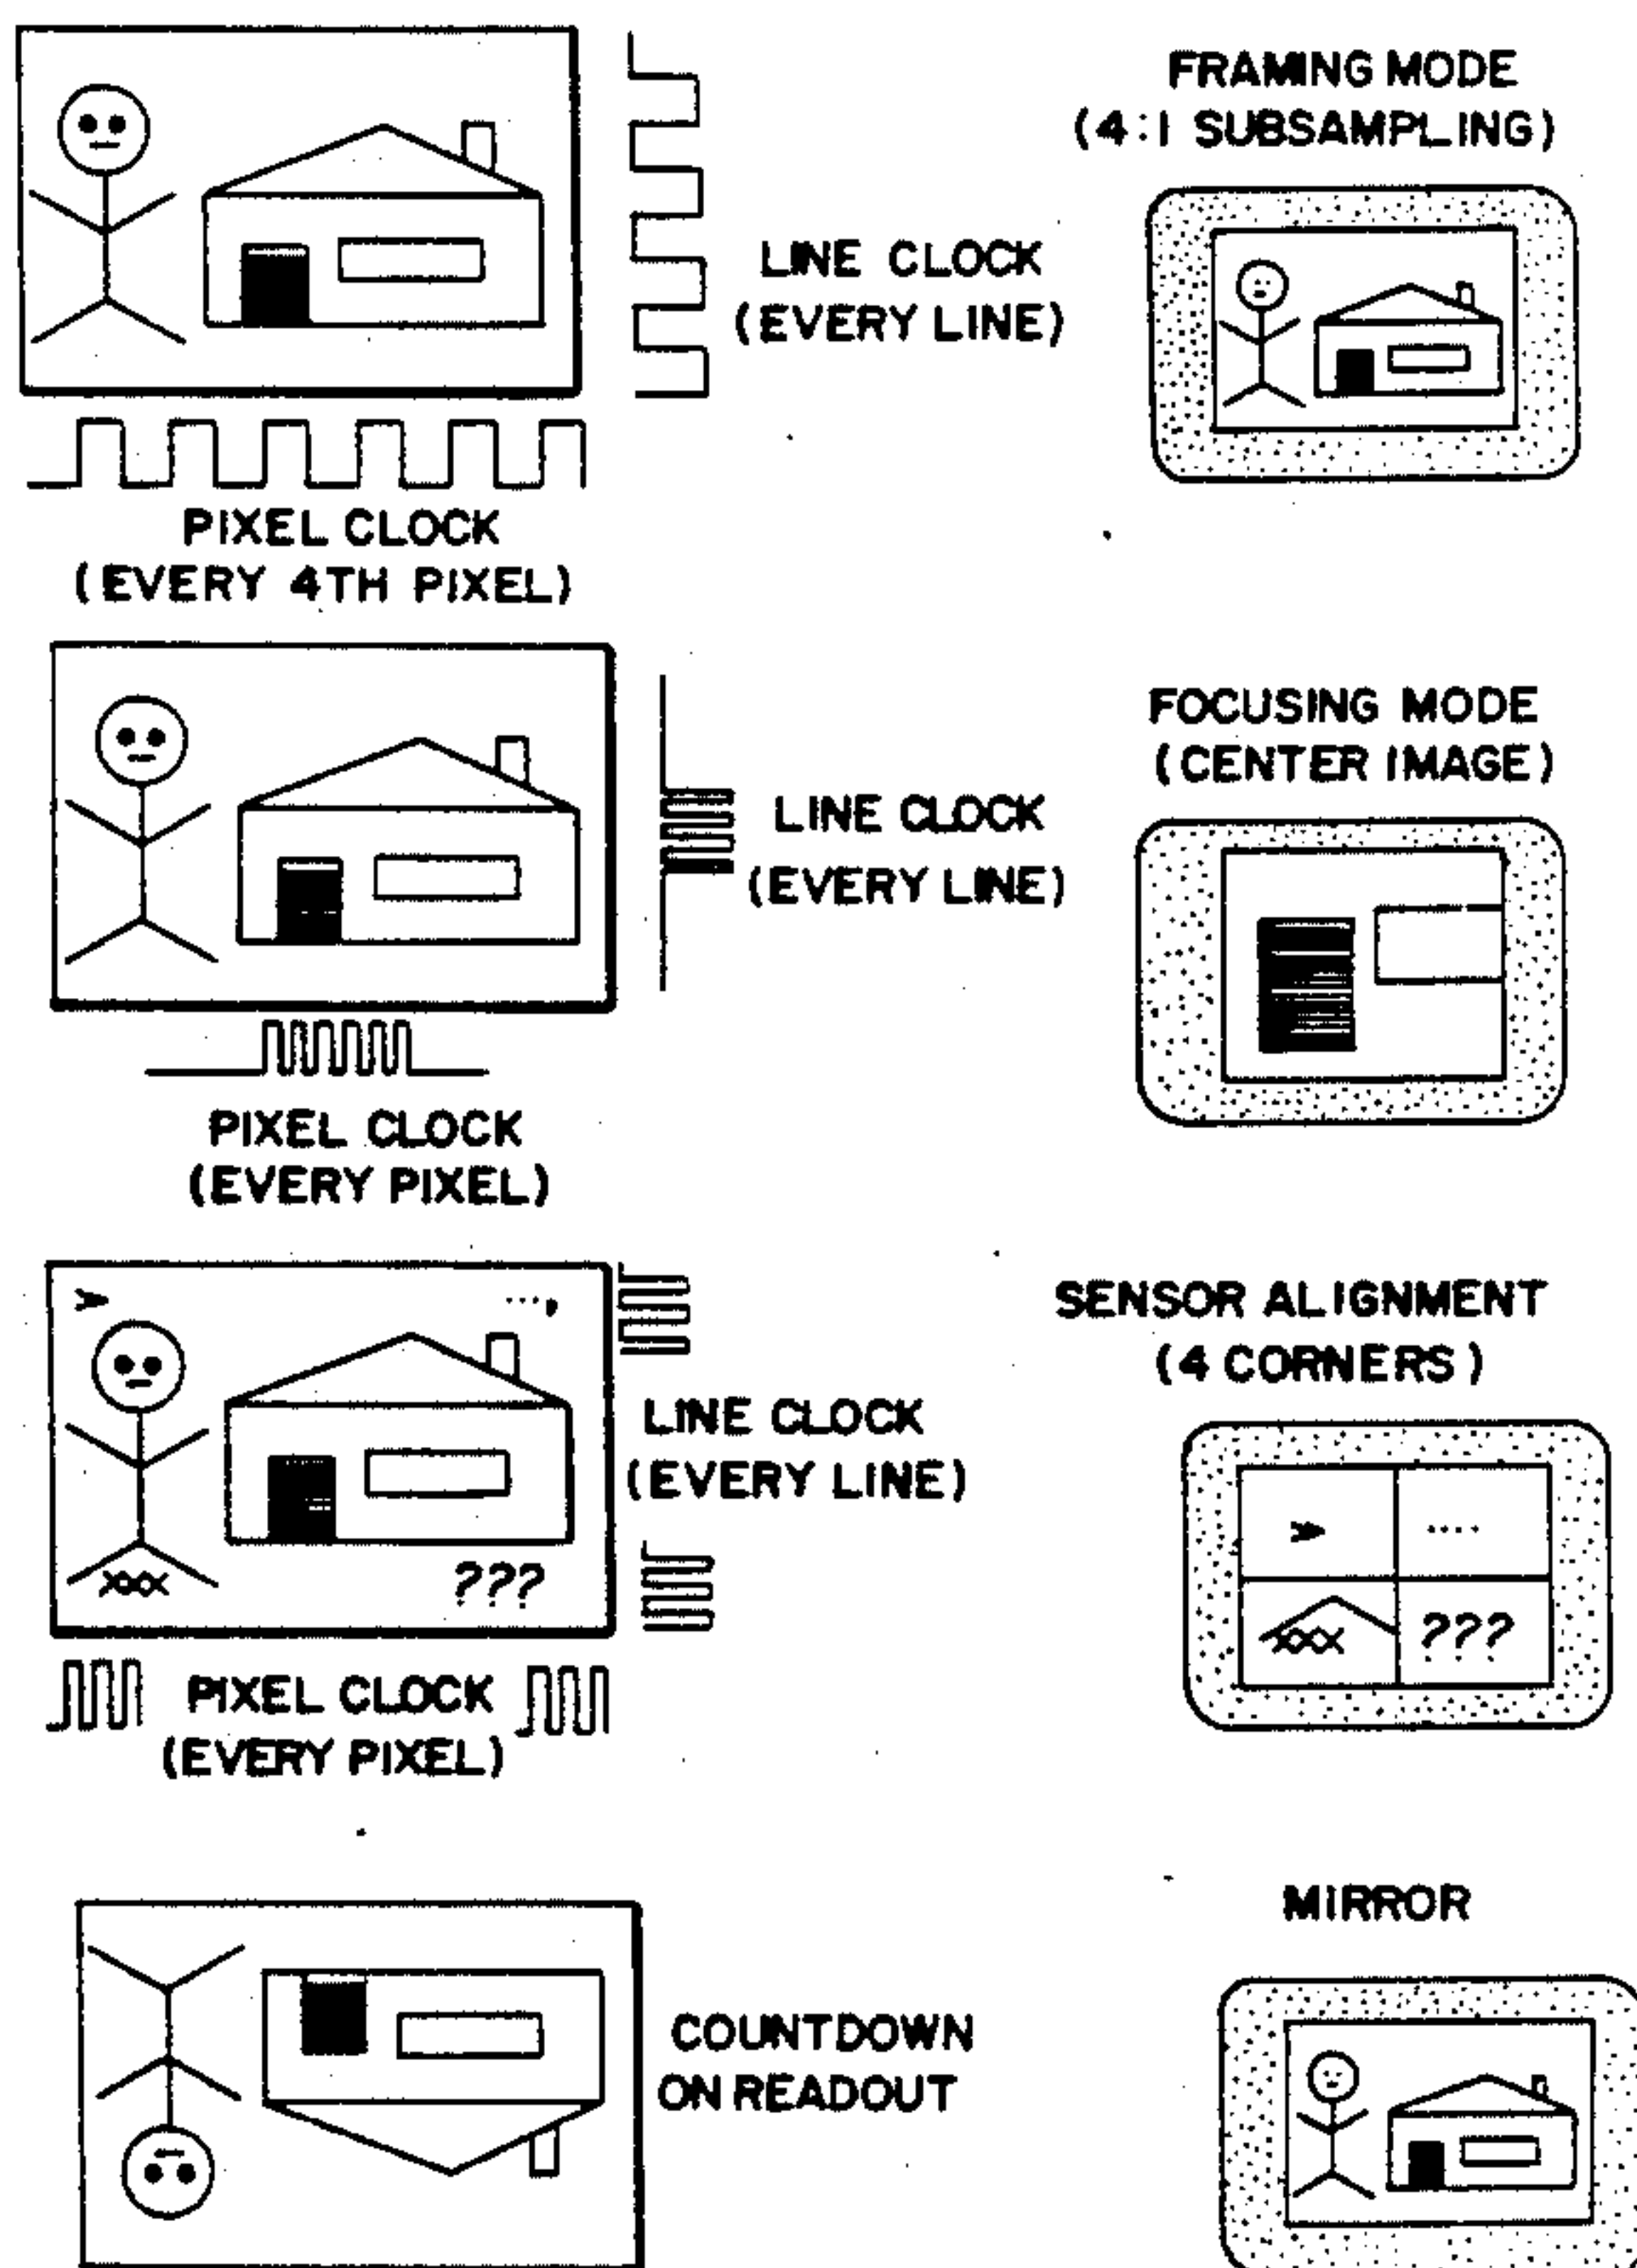 FRAMING MODE
(4:1 SUBSAMPLING)
LINE CLOCK
(EVERY LINE)
PIXEL CLOCK
(EVERY 4TH PIXEL)
FOCUSING MODE
(CENTER IMAGE)
LINE CLOCK
(EVERY LINE)
PIXEL CLOCK
(EVERY PIXEL)
SENSOR ALIGNMENT
(4 CORNERS)
>
....,
LINE CLOCK
(EVERY LINE)
xxx
???
>
....
xxx
???
PIXEL CLOCK
(EVERY PIXEL)
MIRROR
COUNTDOWN
ON READOUT